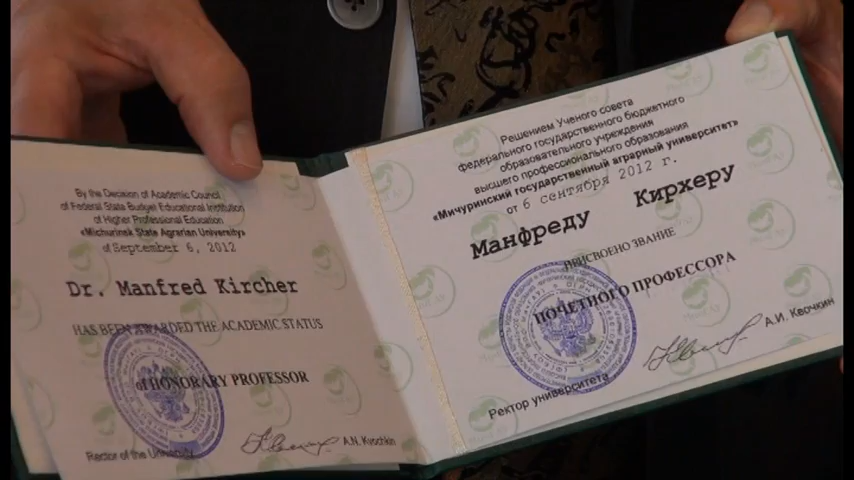 By the Decision of Academic Council
of Federal State Budget Educational Institution
of Higher Professional Education
«Michurinsk State Agrarian University»
of September 6, 2012
Dr. Manfred Kircher
HAS BEEN AWARDED THE ACADEMIC STATUS
of HONORARY PROFESSOR
Rector of the University
A.N. Kvochkin
Решением Ученого совета
федерального государственного бюджетного
образовательного учреждения
высшего профессионального образования
«Мичуринский государственный аграрный университет»
от 6 сентября 2012 г.
Манфреду Кирхеру
ПРИСВОЕНО ЗВАНИЕ
ПОЧЕТНОГО ПРОФЕССОРА
Ректор университета
А.И. Квочкин